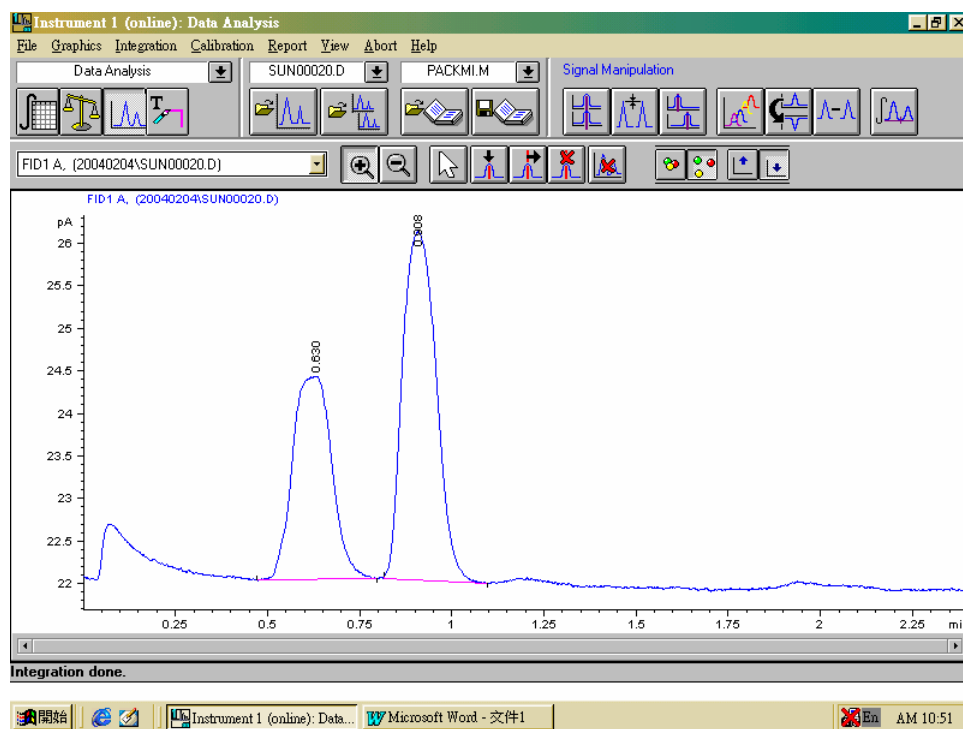 Instrument 1 (online): Data Analysis
File Graphics Integration Calibration Report View Abort Help
Data Analysis SUN00020.D PACKMI.M Signal Manipulation
FID1 A, (20040204\SUN00020.D)
FID1 A, (20040204\SUN00020.D)
pA
0.908
26
25.5
25
0.630
24.5
24
23.5
23
22.5
22
0.25 0.5 0.75 1 1.25 1.5 1.75 2 2.25 mi
Integration done.
開始 Instrument 1 (online): Data... Microsoft Word - 文件1 En AM 10:51